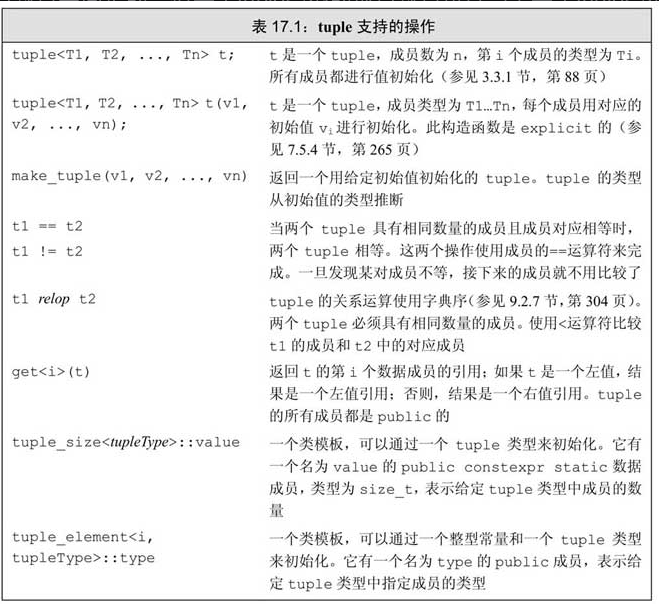 表 17.1：tuple 支持的操作
tuple<T1, T2, ..., Tn> t;
t 是一个 tuple，成员数为 n，第 i 个成员的类型为 Ti。
所有成员都进行值初始化（参见 3.3.1 节，第 88 页）
tuple<T1, T2, ..., Tn> t(v1,
v2, ..., vn);
t 是一个 tuple，成员类型为 T1…Tn，每个成员用对应的
初始值 vi 进行初始化。此构造函数是 explicit 的（参
见 7.5.4 节，第 265 页）
make_tuple(v1, v2, ..., vn)
返回一个用给定初始值初始化的 tuple。tuple 的类型
从初始值的类型推断
t1 == t2
t1 != t2
当两个 tuple 具有相同数量的成员且成员对应相等时，
两个 tuple 相等。这两个操作使用成员的==运算符来完
成。一旦发现某对成员不等，接下来的成员就不用比较了
t1 relop t2
tuple 的关系运算使用字典序（参见 9.2.7 节，第 304 页）。
两个 tuple 必须具有相同数量的成员。使用<运算符比较
t1 的成员和 t2 中的对应成员
get<i>(t)
返回 t 的第 i 个数据成员的引用；如果 t 是一个左值，结
果是一个左值引用；否则，结果是一个右值引用。tuple
的所有成员都是 public 的
tuple_size<tupleType>::value
一个类模板，可以通过一个 tuple 类型来初始化。它有
一个名为 value 的 public constexpr static 数据
成员，类型为 size_t，表示给定 tuple 类型中成员的数
量
tuple_element<i,
tupleType>::type
一个类模板，可以通过一个整型常量和一个 tuple 类型
来初始化。它有一个名为 type 的 public 成员，表示给
定 tuple 类型中指定成员的类型